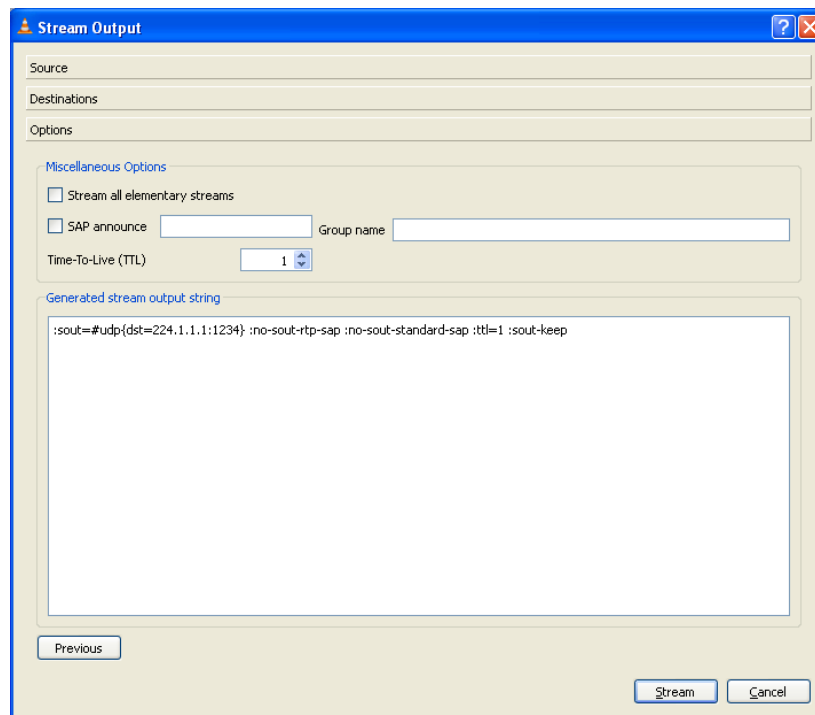 Stream Output
Source
Destinations
Options
Miscellaneous Options
Stream all elementary streams
SAP announce Group name
Time-To-Live (TTL) 1
Generated stream output string
:sout=#udp{dst=224.1.1.1:1234} :no-sout-rtp-sap :no-sout-standard-sap :ttl=1 :sout-keep
Previous
Stream Cancel